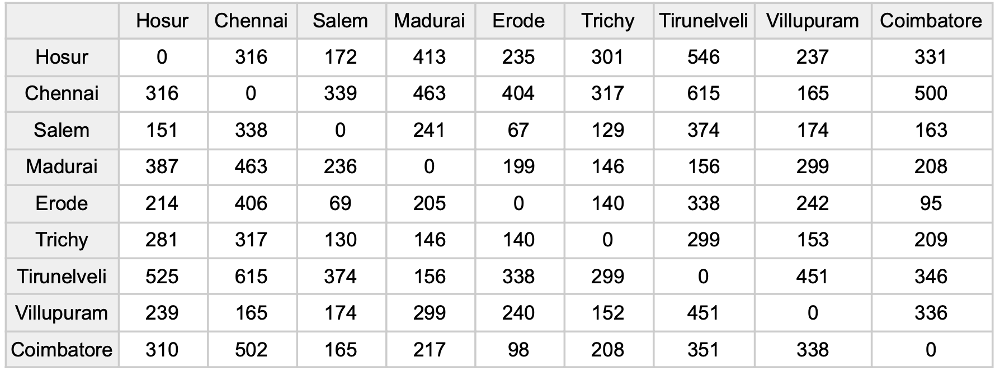 Hosur Chennai Salem Madurai Erode Trichy Tirunelveli Villupuram Coimbatore
Hosur 0 316 172 413 235 301 546 237 331
Chennai 316 0 339 463 404 317 615 165 500
Salem 151 338 0 241 67 129 374 174 163
Madurai 387 463 236 0 199 146 156 299 208
Erode 214 406 69 205 0 140 338 242 95
Trichy 281 317 130 146 140 0 299 153 209
Tirunelveli 525 615 374 156 338 299 0 451 346
Villupuram 239 165 174 299 240 152 451 0 336
Coimbatore 310 502 165 217 98 208 351 338 0